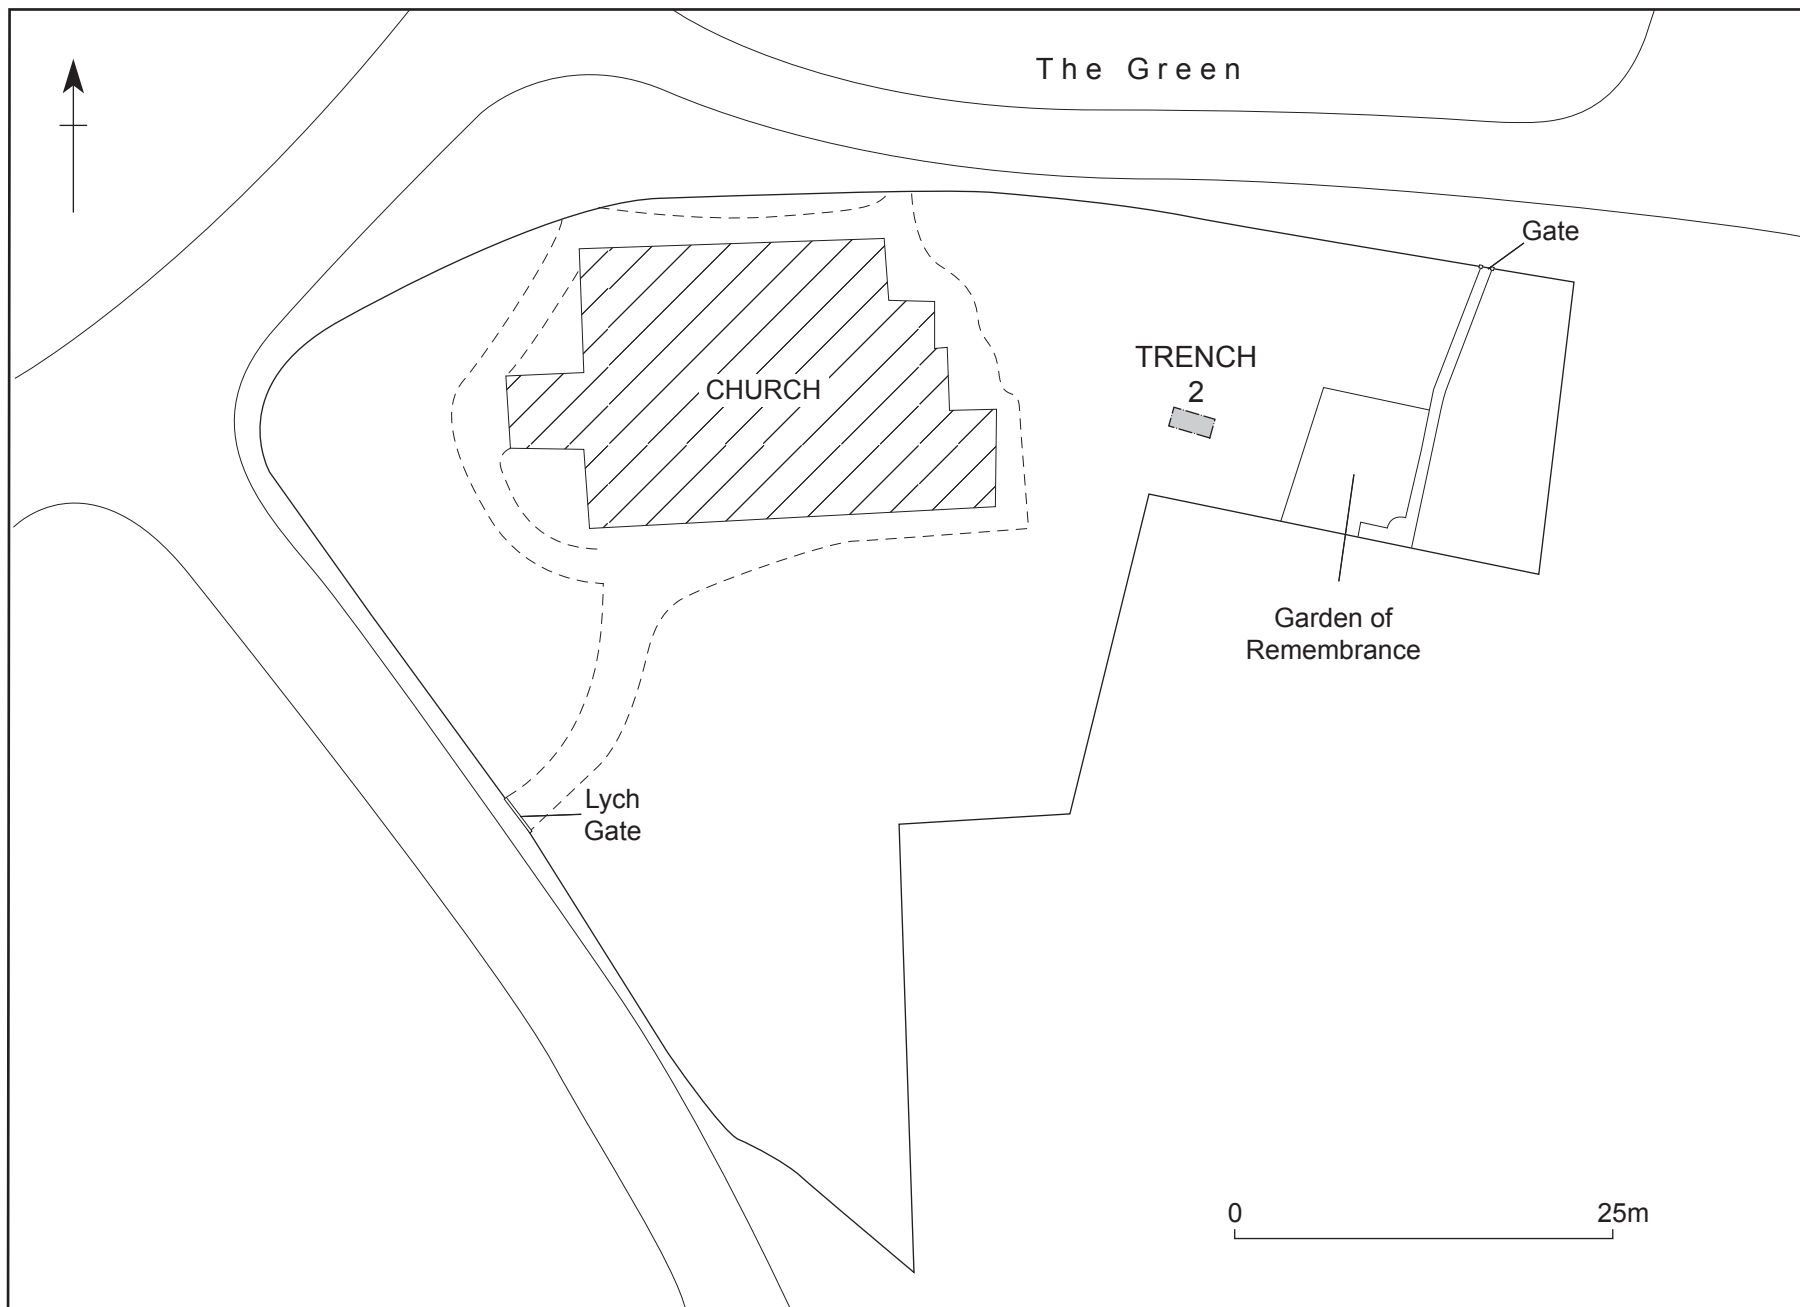 The Green
Gate
TRENCH
2
CHURCH
Garden of
Remembrance
Lych
Gate
0 25m